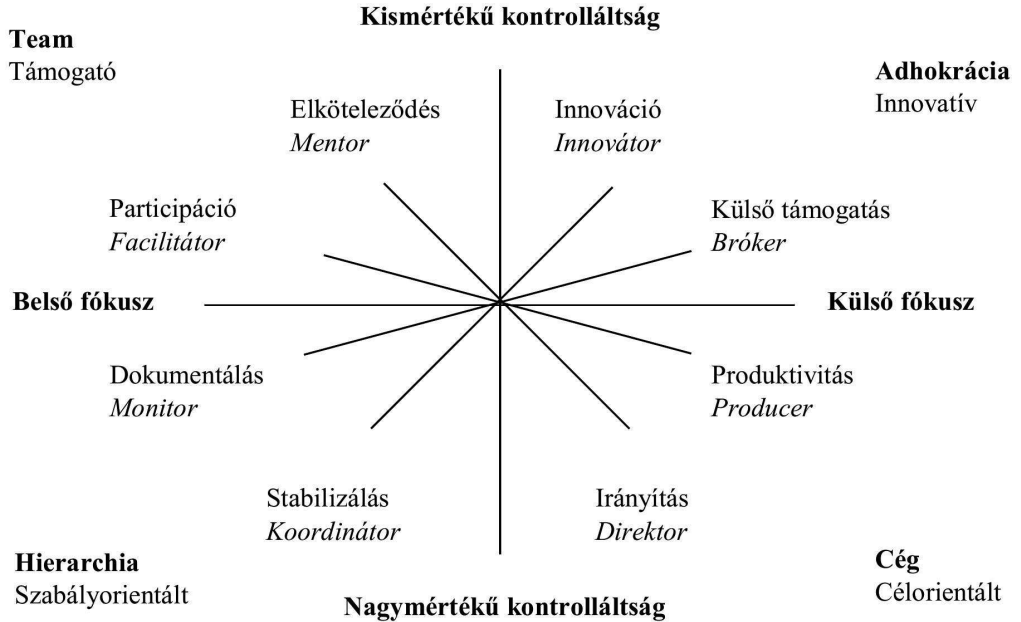 Kismértékű kontrolláltság
Team
Támogató
Adhokrácia
Innovatív
Elköteleződés
Mentor
Innováció
Innovátor
Participáció
Facilitátor
Külső támogatás
Bróker
Belső fókusz
Külső fókusz
Dokumentálás
Monitor
Produktivitás
Producer
Stabilizálás
Koordinátor
Irányítás
Direktor
Hierarchia
Szabályorientált
Cég
Célorientált
Nagymértékű kontrolláltság